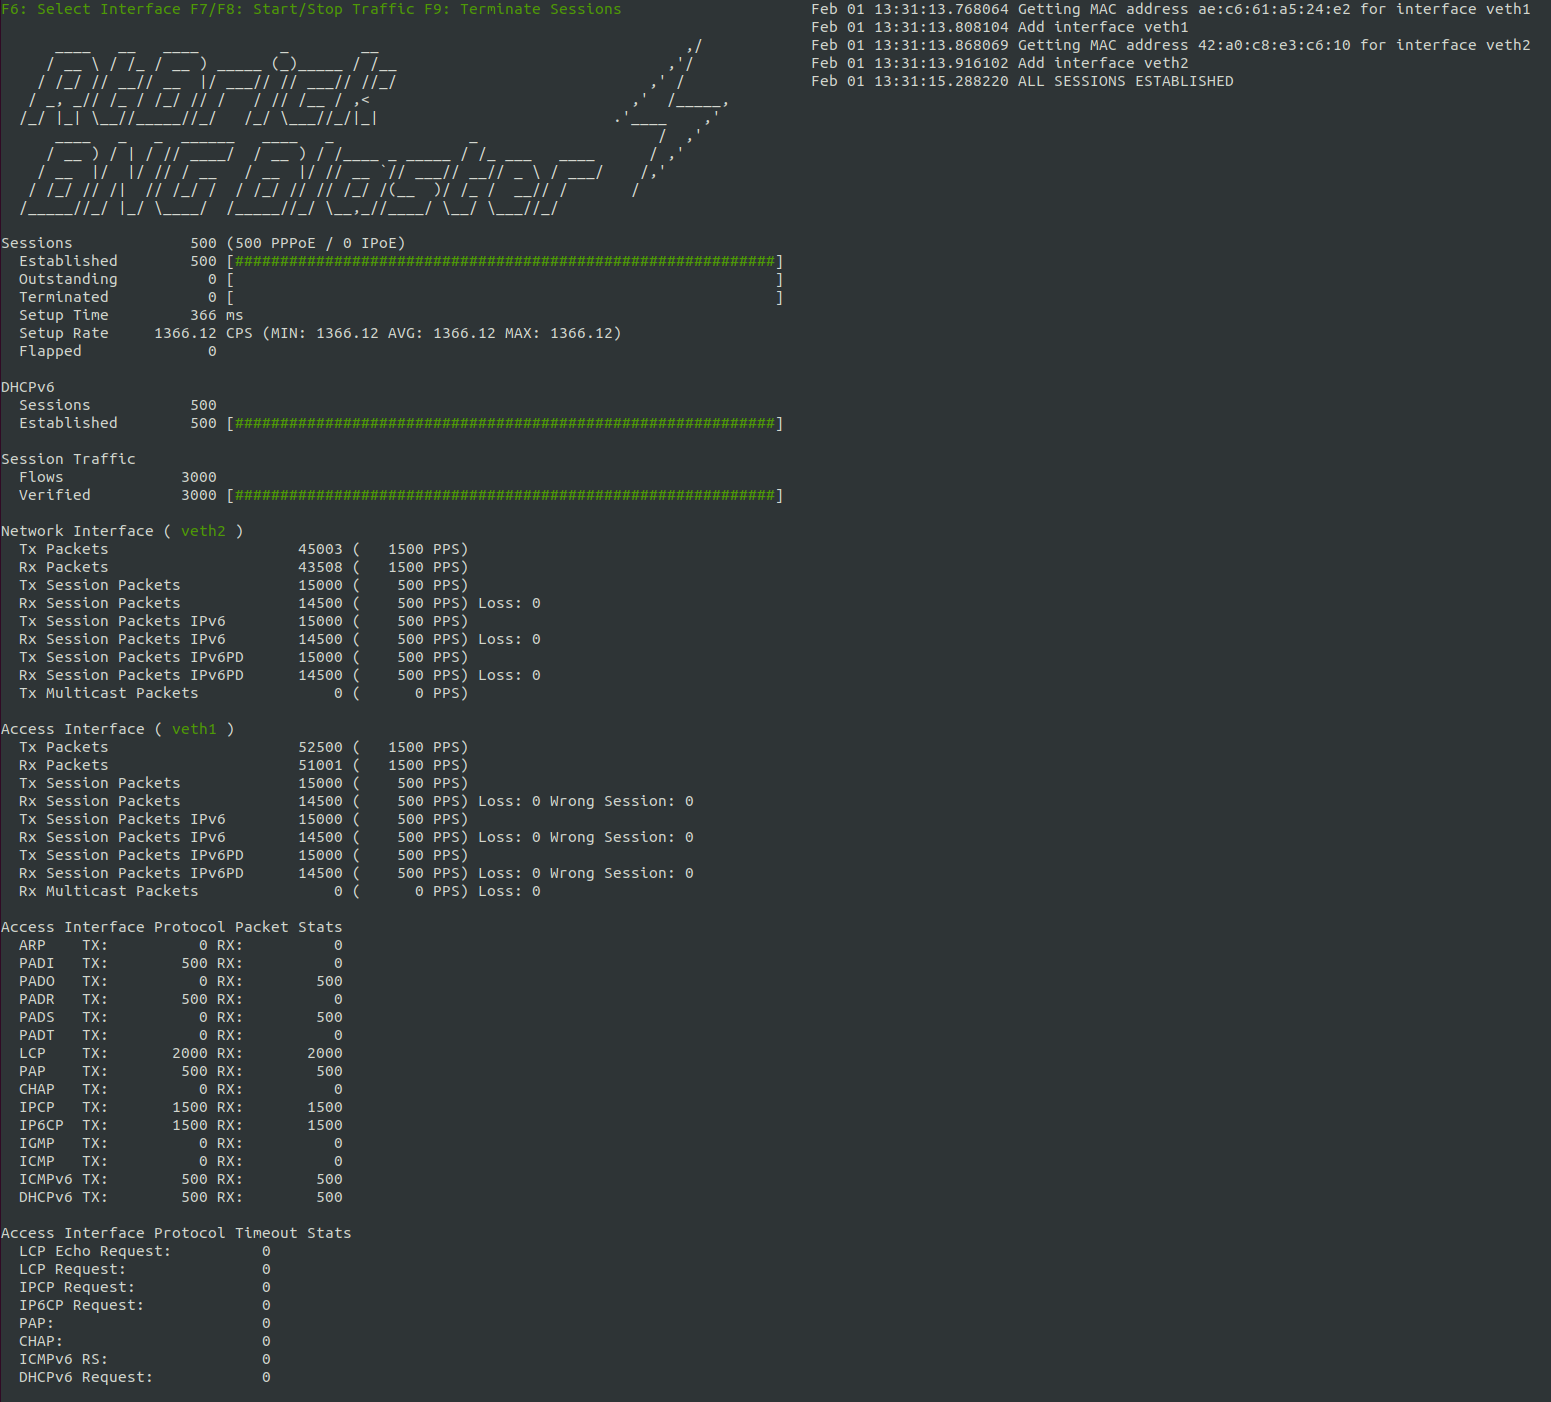 F6: Select Interface F7/F8: Start/Stop Traffic F9: Terminate Sessions
RtBrick
BNG Blaster
Sessions 500 (500 PPPoE / 0 IPoE)
Established 500 [############################################################]
Outstanding 0 [ ]
Terminated 0 [ ]
Setup Time 366 ms
Setup Rate 1366.12 CPS (MIN: 1366.12 AVG: 1366.12 MAX: 1366.12)
Flapped 0
DHCPv6
Sessions 500
Established 500 [############################################################]
Session Traffic
Flows 3000
Verified 3000 [############################################################]
Network Interface ( veth2 )
Tx Packets 45003 ( 1500 PPS)
Rx Packets 43508 ( 1500 PPS)
Tx Session Packets 15000 ( 500 PPS)
Rx Session Packets 14500 ( 500 PPS) Loss: 0
Tx Session Packets IPv6 15000 ( 500 PPS)
Rx Session Packets IPv6 14500 ( 500 PPS) Loss: 0
Tx Session Packets IPv6PD 15000 ( 500 PPS)
Rx Session Packets IPv6PD 14500 ( 500 PPS) Loss: 0
Tx Multicast Packets 0 ( 0 PPS)
Access Interface ( veth1 )
Tx Packets 52500 ( 1500 PPS)
Rx Packets 51001 ( 1500 PPS)
Tx Session Packets 15000 ( 500 PPS)
Rx Session Packets 14500 ( 500 PPS) Loss: 0 Wrong Session: 0
Tx Session Packets IPv6 15000 ( 500 PPS)
Rx Session Packets IPv6 14500 ( 500 PPS) Loss: 0 Wrong Session: 0
Tx Session Packets IPv6PD 15000 ( 500 PPS)
Rx Session Packets IPv6PD 14500 ( 500 PPS) Loss: 0 Wrong Session: 0
Rx Multicast Packets 0 ( 0 PPS) Loss: 0
Access Interface Protocol Packet Stats
ARP TX: 0 RX: 0
PADI TX: 500 RX: 0
PADO TX: 0 RX: 500
PADR TX: 500 RX: 0
PADS TX: 0 RX: 500
PADT TX: 0 RX: 0
LCP TX: 2000 RX: 2000
PAP TX: 500 RX: 500
CHAP TX: 0 RX: 0
IPCP TX: 1500 RX: 1500
IP6CP TX: 1500 RX: 1500
IGMP TX: 0 RX: 0
ICMP TX: 0 RX: 0
ICMPv6 TX: 500 RX: 500
DHCPv6 TX: 500 RX: 500
Access Interface Protocol Timeout Stats
LCP Echo Request: 0
LCP Request: 0
IPCP Request: 0
IP6CP Request: 0
PAP: 0
CHAP: 0
ICMPv6 RS: 0
DHCPv6 Request: 0
Feb 01 13:31:13.768064 Getting MAC address ae:c6:61:a5:24:e2 for interface veth1
Feb 01 13:31:13.808104 Add interface veth1
Feb 01 13:31:13.868069 Getting MAC address 42:a0:c8:e3:c6:10 for interface veth2
Feb 01 13:31:13.916102 Add interface veth2
Feb 01 13:31:15.288220 ALL SESSIONS ESTABLISHED